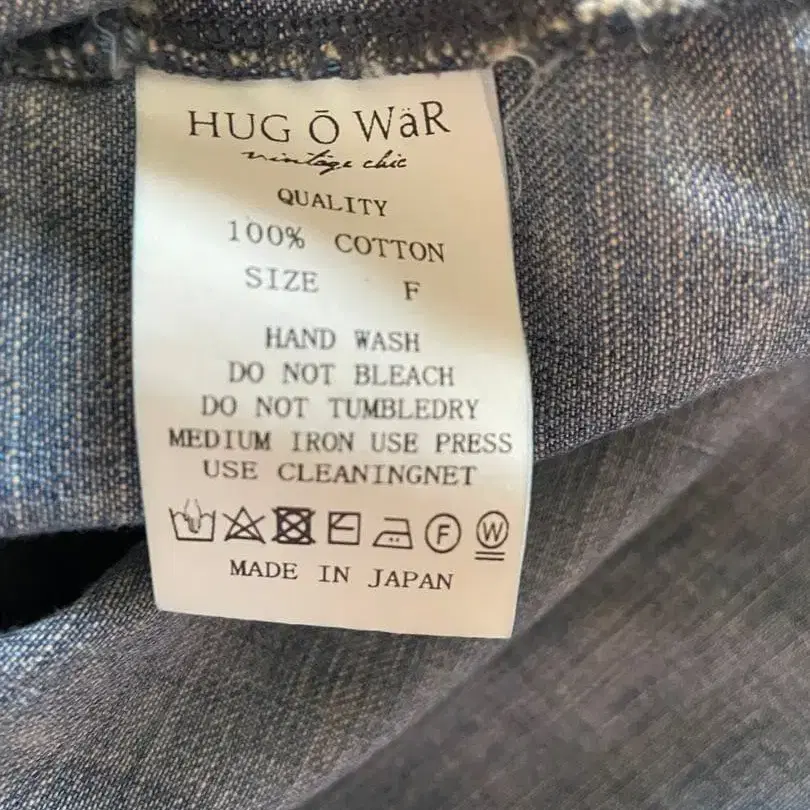 HUG Ō WäR
vintage chic
QUALITY
100% COTTON
SIZE F
HAND WASH
DO NOT BLEACH
DO NOT TUMBLEDRY
MEDIUM IRON USE PRESS
USE CLEANINGNET
F W
MADE IN JAPAN